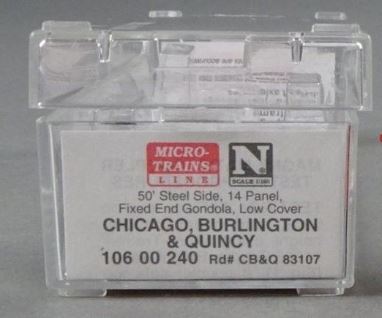 MICRO-
TRAINS®
LINE
N
SCALE 1:160
50' Steel Side, 14 Panel,
Fixed End Gondola, Low Cover
CHICAGO, BURLINGTON
& QUINCY
106 00 240 Rd# CB&Q 83107